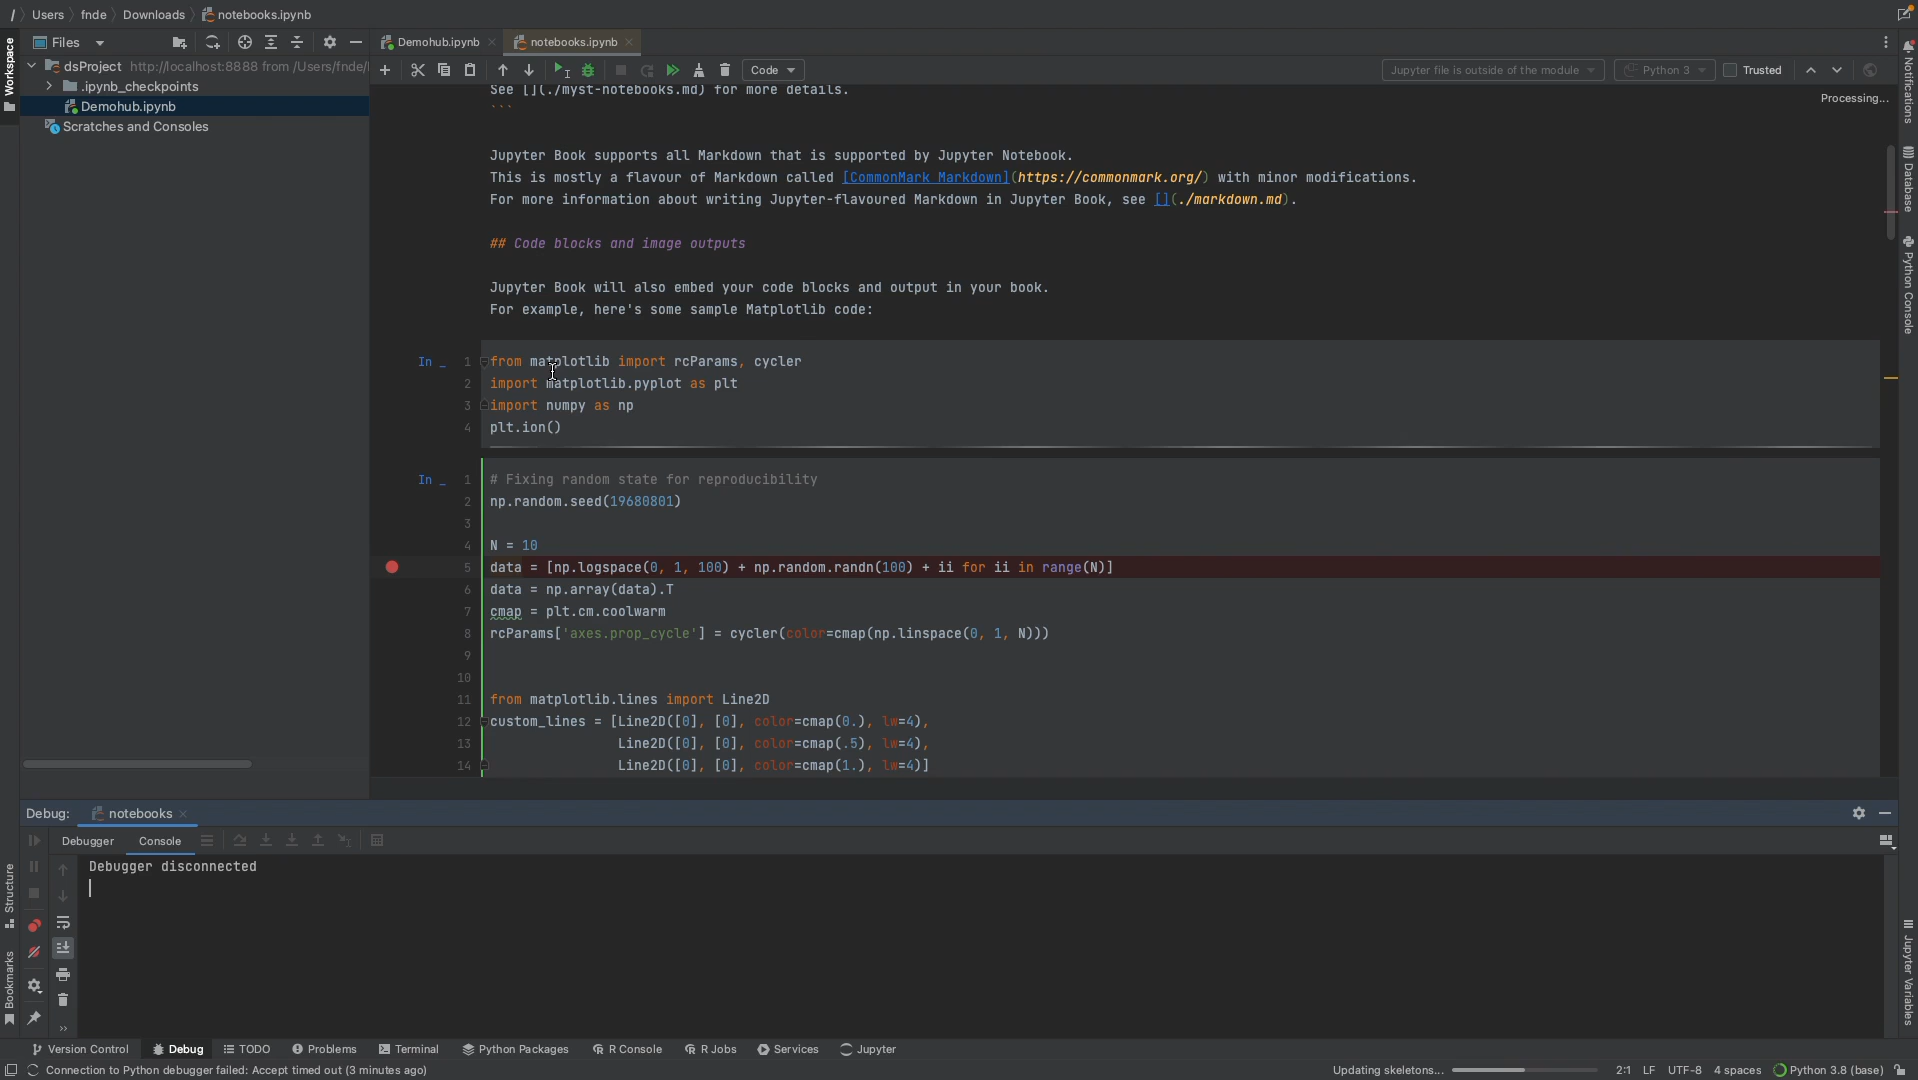 / Users fnde Downloads notebooks.ipynb
Workspace
Files
Demohub.ipynb notebooks.ipynb
dsProject http://localhost:8888 from /Users/fnde/
.ipynb_checkpoints
Demohub.ipynb
Scratches and Consoles
Code
Jupyter file is outside of the module
Python 3
Trusted
Processing...
See [](./myst-notebooks.md) for more details.
```
Jupyter Book supports all Markdown that is supported by Jupyter Notebook.
This is mostly a flavour of Markdown called [CommonMark Markdown](https://commonmark.org/) with minor modifications.
For more information about writing Jupyter-flavoured Markdown in Jupyter Book, see [](./markdown.md).
## Code blocks and image outputs
Jupyter Book will also embed your code blocks and output in your book.
For example, here's some sample Matplotlib code:
In _ 1 from matplotlib import rcParams, cycler
2 import matplotlib.pyplot as plt
3 import numpy as np
4 plt.ion()
In _ 1 # Fixing random state for reproducibility
2 np.random.seed(19680801)
3
4 N = 10
5 data = [np.logspace(0, 1, 100) + np.random.randn(100) + ii for ii in range(N)]
6 data = np.array(data).T
7 cmap = plt.cm.coolwarm
8 rcParams['axes.prop_cycle'] = cycler(color=cmap(np.linspace(0, 1, N)))
9
10
11 from matplotlib.lines import Line2D
12 custom_lines = [Line2D([0], [0], color=cmap(0.), lw=4),
13 Line2D([0], [0], color=cmap(.5), lw=4),
14 Line2D([0], [0], color=cmap(1.), lw=4)]
Notifications
Database
Python Console
Jupyter Variables
Structure
Bookmarks
Debug: notebooks
Debugger Console
Debugger disconnected
Version Control Debug TODO Problems Terminal Python Packages R Console R Jobs Services Jupyter
Connection to Python debugger failed: Accept timed out (3 minutes ago)
Updating skeletons... 2:1 LF UTF-8 4 spaces Python 3.8 (base)